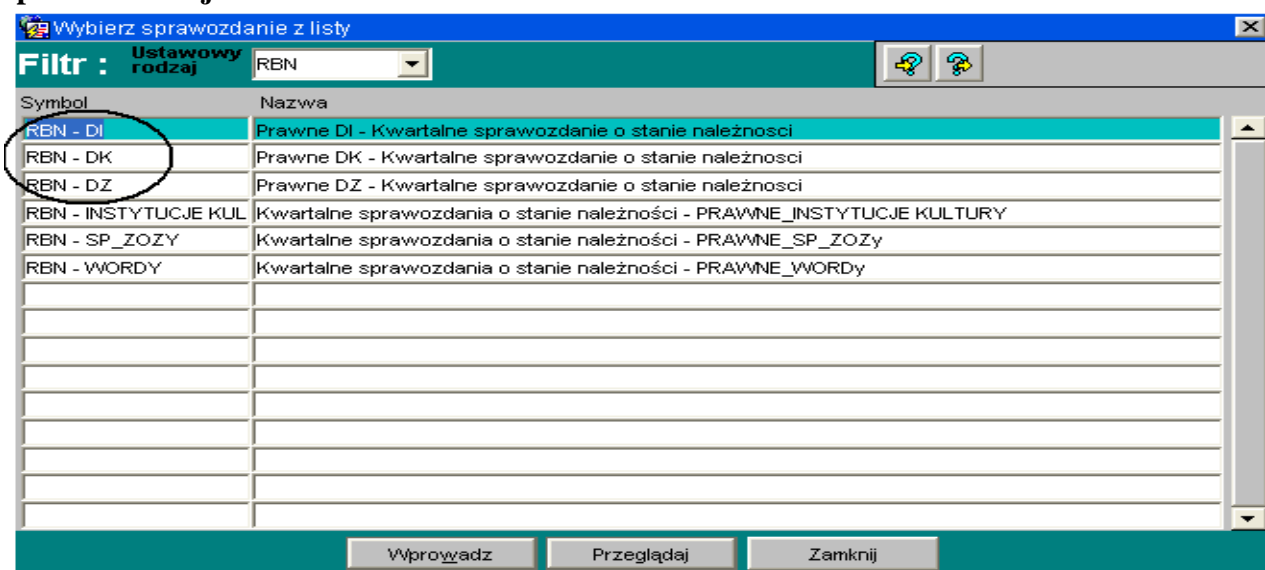 Wybierz sprawozdanie z listy
Filtr : Ustawowy rodzaj RBN
Symbol Nazwa
RBN - DI Prawne DI - Kwartalne sprawozdanie o stanie należnosci
RBN - DK Prawne DK - Kwartalne sprawozdanie o stanie należnosci
RBN - DZ Prawne DZ - Kwartalne sprawozdanie o stanie należnosci
RBN - INSTYTUCJE KUL Kwartalne sprawozdania o stanie należności - PRAWNE_INSTYTUCJE KULTURY
RBN - SP_ZOZY Kwartalne sprawozdania o stanie należności - PRAWNE_SP_ZOZy
RBN - WORDY Kwartalne sprawozdania o stanie należności - PRAWNE_WORDy
Wprowadz Przeglądaj Zamknij